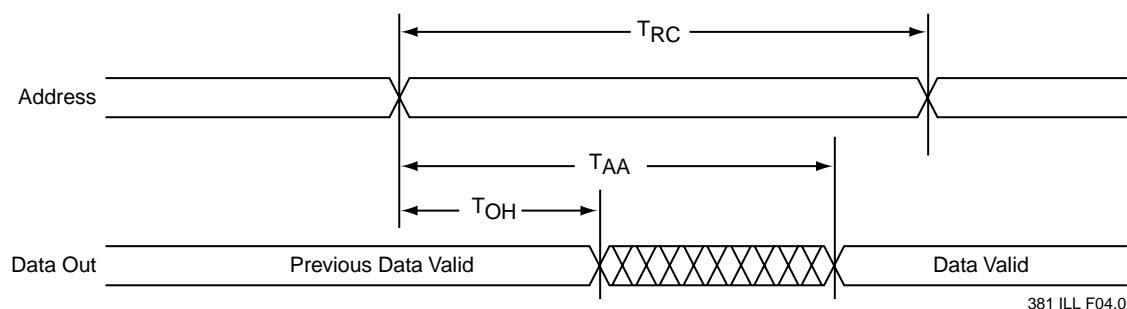 TRC
Address
TAA
TOH
Data Out
Previous Data Valid
Data Valid
381 ILL F04.0